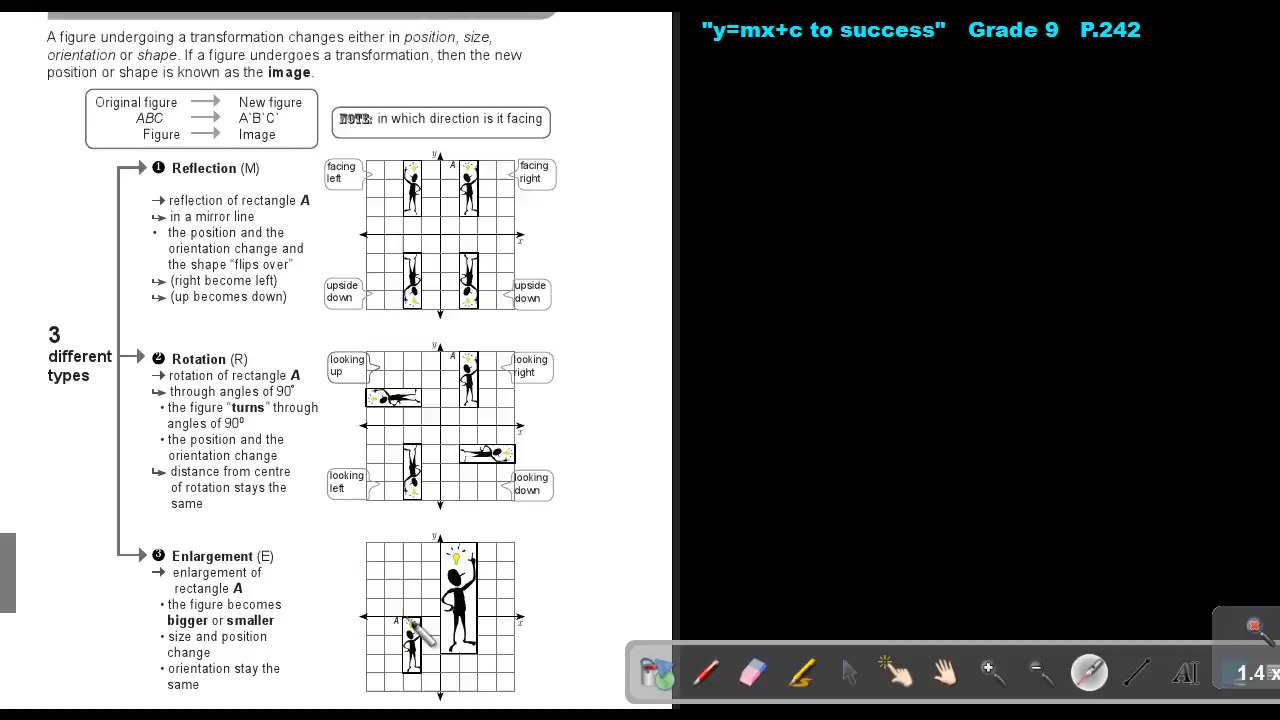 A figure undergoing a transformation changes either in position, size,
orientation or shape. If a figure undergoes a transformation, then the new
position or shape is known as the image.
Original figure New figure
ABC A`B`C`
Figure Image
NOTE: in which direction is it facing
1 Reflection (M)
reflection of rectangle A
in a mirror line
• the position and the
orientation change and
the shape “flips over”
(right become left)
(up becomes down)
y
A
x
facing
left
facing
right
upside
down
upside
down
3
different
types
2 Rotation (R)
rotation of rectangle A
through angles of 90°
• the figure “turns” through
angles of 90º
• the position and the
orientation change
distance from centre
of rotation stays the
same
y
A
x
looking
up
looking
right
looking
left
looking
down
3 Enlargement (E)
enlargement of
rectangle A
• the figure becomes
bigger or smaller
• size and position
change
• orientation stay the
same
y
A
x
"y=mx+c to success" Grade 9 P.242
AI
1.4 x